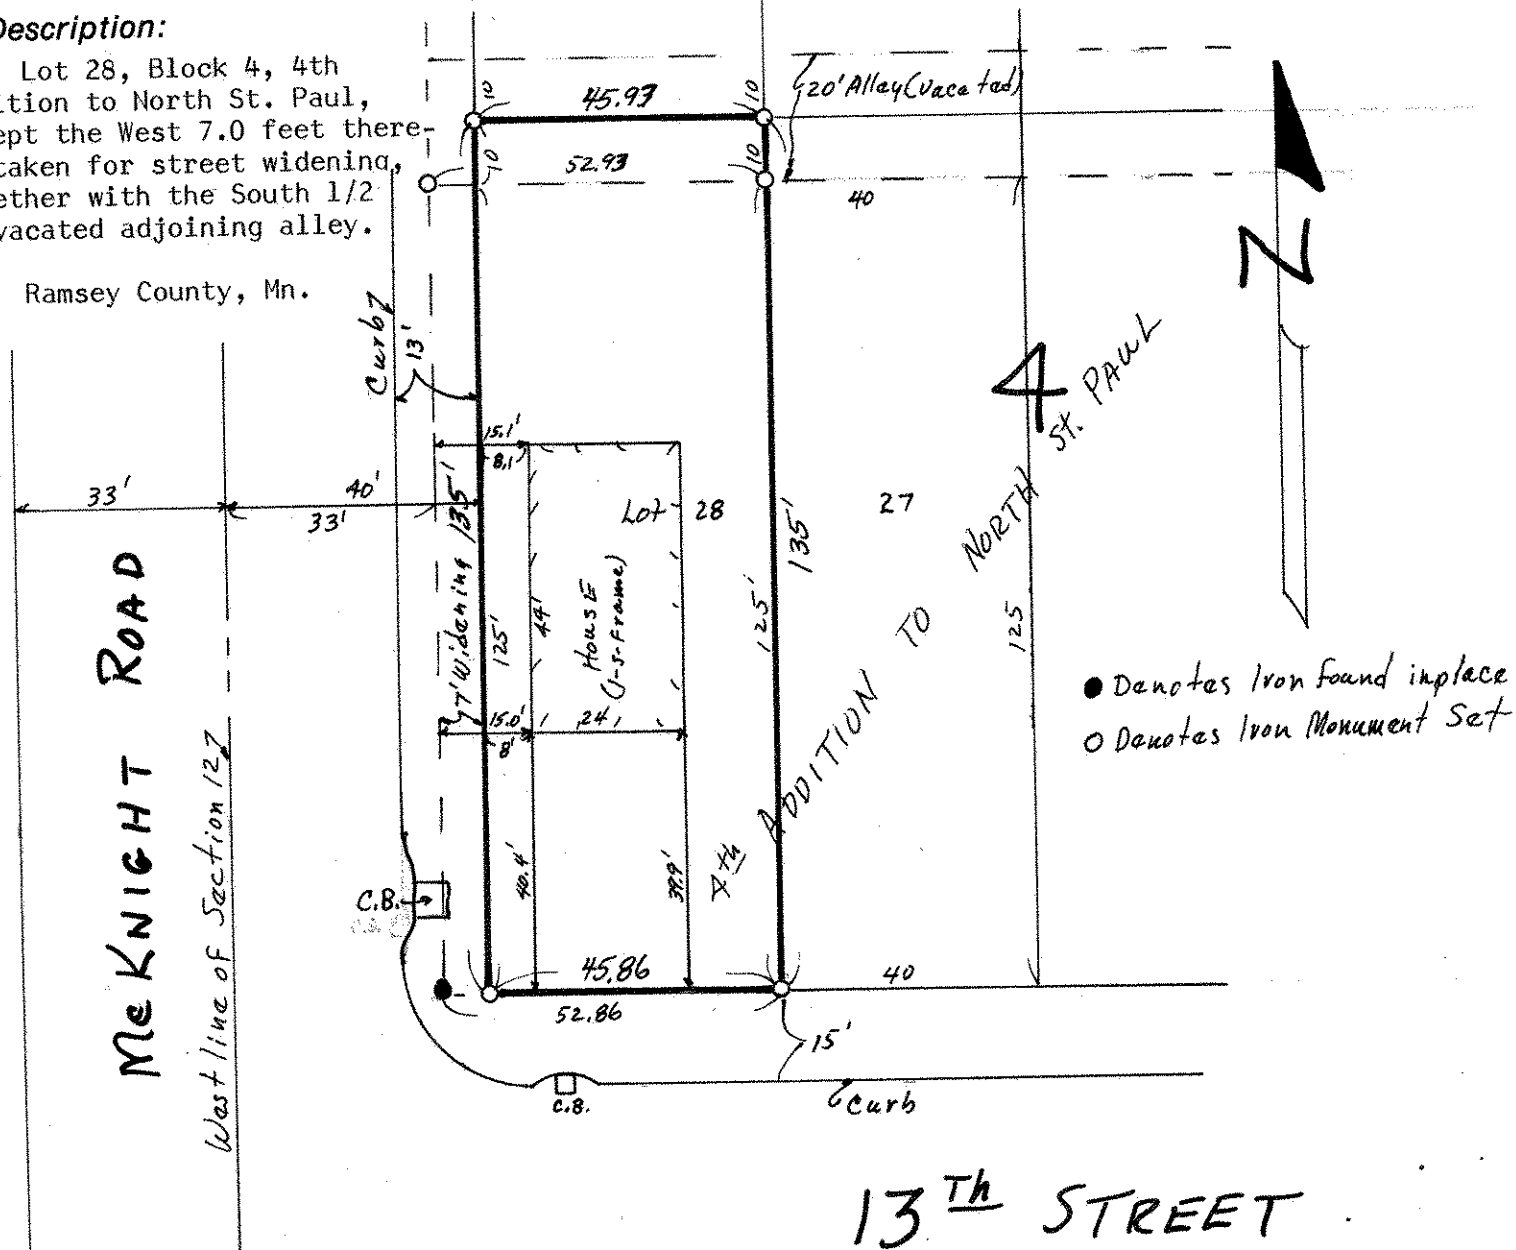 Description:
Lot 28, Block 4, 4th
ition to North St. Paul,
ept the West 7.0 feet there-
taken for street widening,
ether with the South 1/2
vacated adjoining alley.
Ramsey County, Mn.
10
45.93
10
20' Alley (Vacated)
10
52.93
10
40
N
Curb
13'
4
15.1'
8.1
33'
40'
33'
135'
Lot 28
27
135'
7' Widening
125'
44'
House
(1-S-Frame)
125'
125
4th ADDITION TO NORTH St. PAUL
McKNIGHT ROAD
West line of Section 12
15.0'
8'
24'
● Denotes Iron found inplace
○ Denotes Iron Monument Set
C.B.
40.4'
39.9'
45.86
40
52.86
15'
C.B.
Curb
13Th STREET